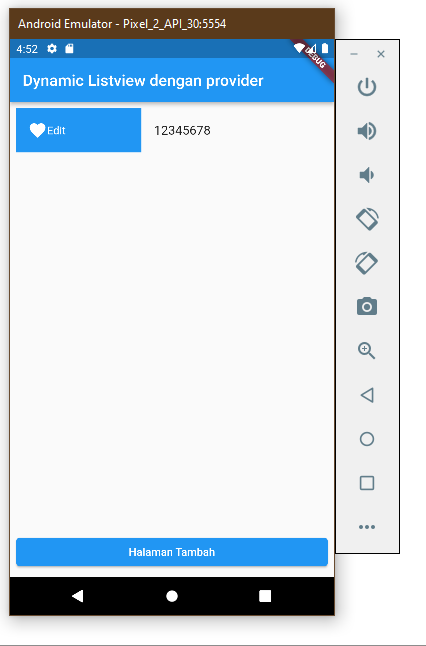 Android Emulator - Pixel_2_API_30:5554
4:52
DEBUG
Dynamic Listview dengan provider
Edit
12345678
Halaman Tambah